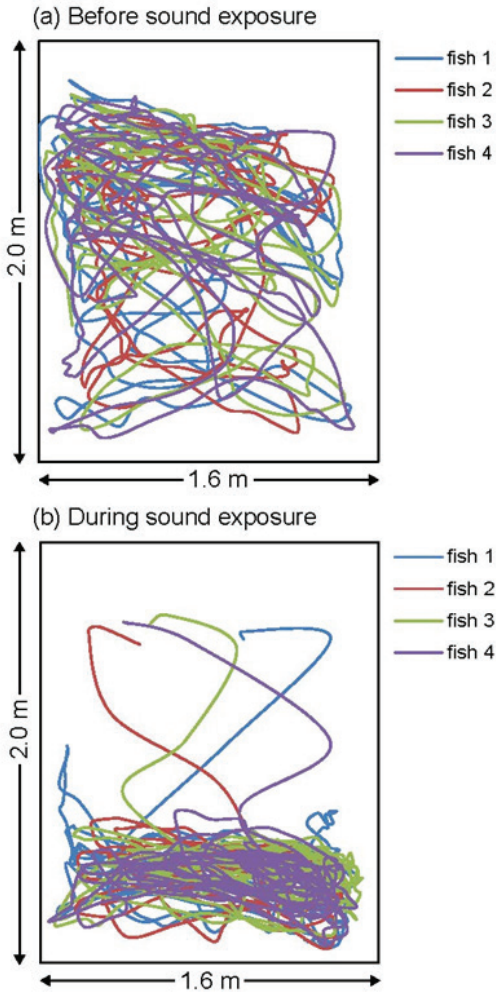 (a) Before sound exposure
fish 1
fish 2
fish 3
fish 4
2.0 m
1.6 m
(b) During sound exposure
fish 1
fish 2
fish 3
fish 4
2.0 m
1.6 m